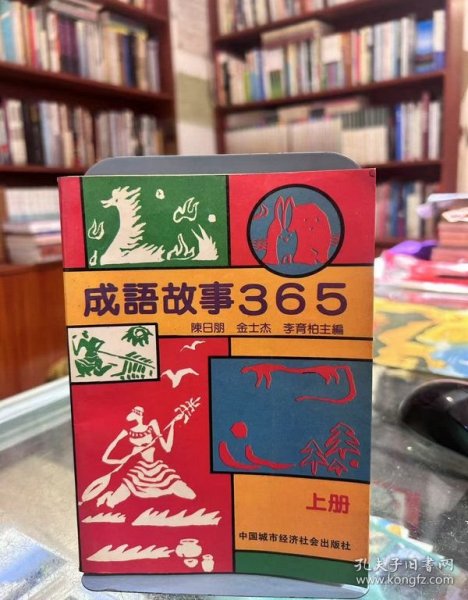 成語故事365
陳日朋 金士杰 李育柏主編
上册
中国城市经济社会出版社
孔夫子旧书网
www.kongfz.com